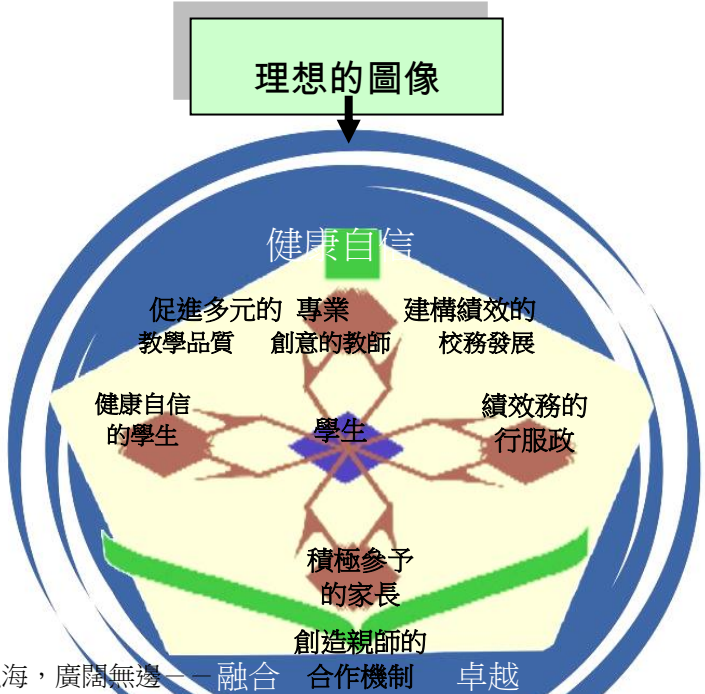 理想的圖像
健康自信
促進多元的 專業 建構績效的
教學品質 創意的教師 校務發展
健康自信 績效務的
的學生 學生 行服政
積極參予
的家長
創造親師的
海，廣闊無邊－－融合 合作機制 卓越